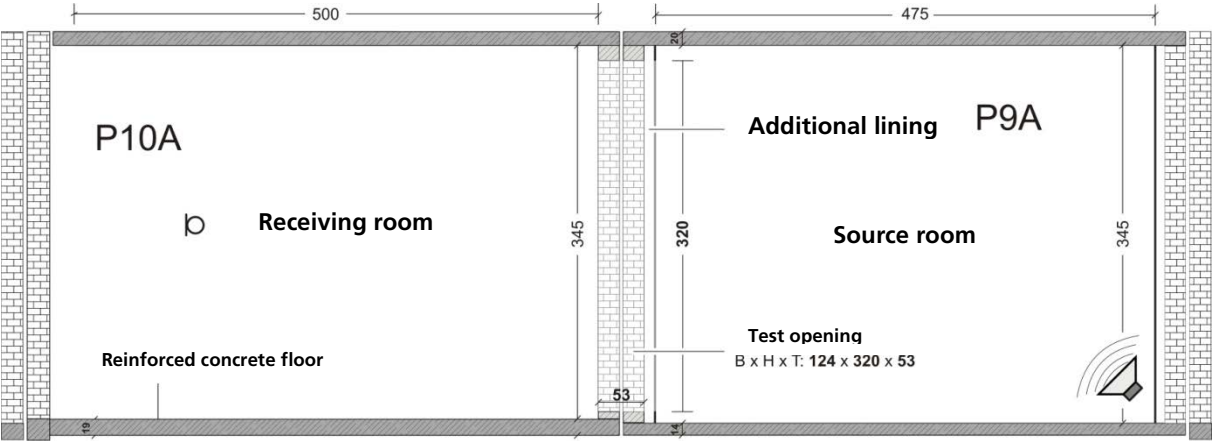 500
475
20
P10A
Additional lining
P9A
Receiving room
345
320
Source room
345
Test opening
B x H x T: 124 x 320 x 53
Reinforced concrete floor
53
19
14